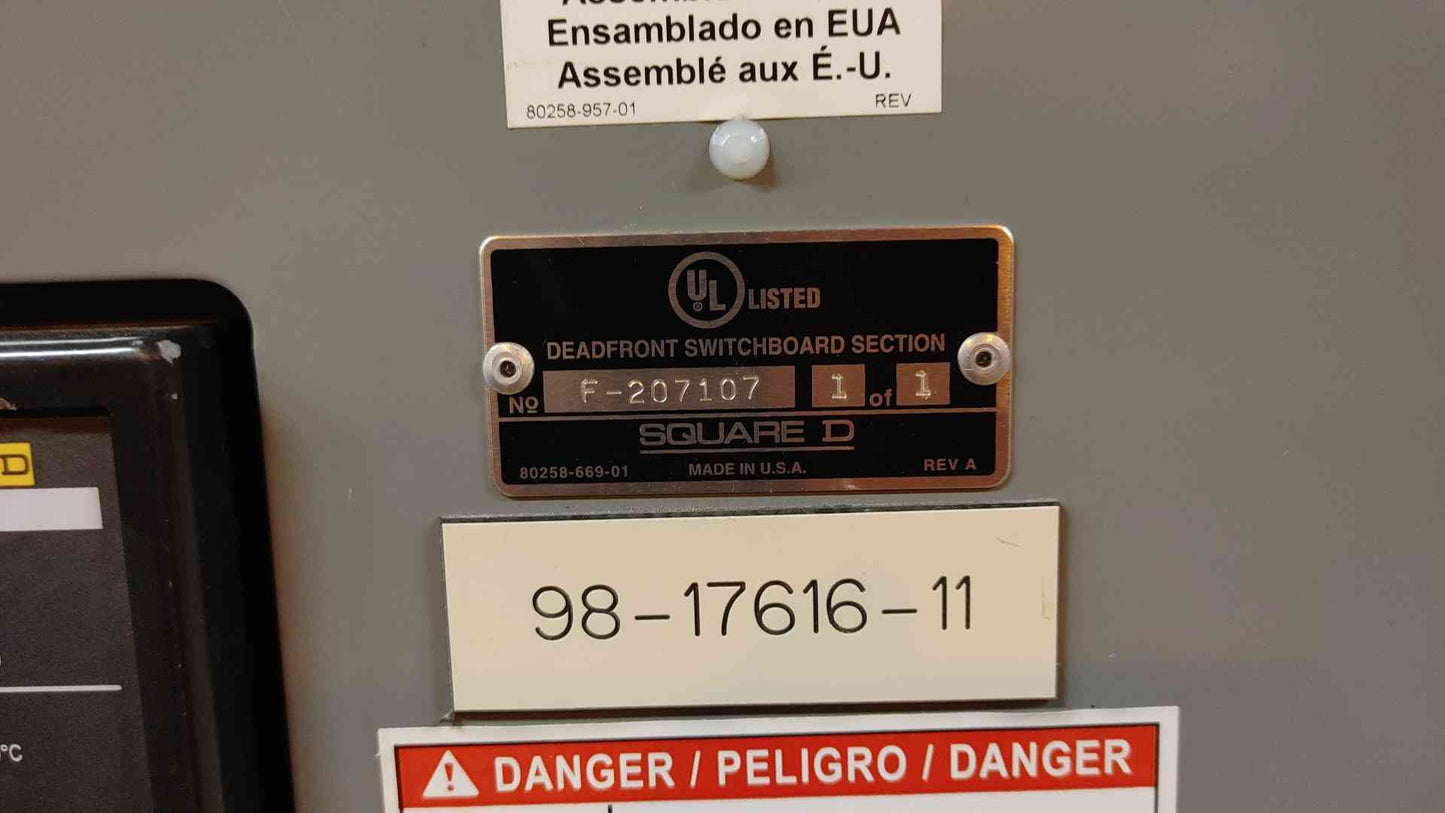 Ensamblado en EUA
Assemblé aux É.-U.
80258-957-01 REV
UL LISTED
DEADFRONT SWITCHBOARD SECTION
Nº F-207107 1 of 1
SQUARE D
80258-669-01 MADE IN U.S.A. REV A
D
98-17616-11
°C
DANGER / PELIGRO / DANGER